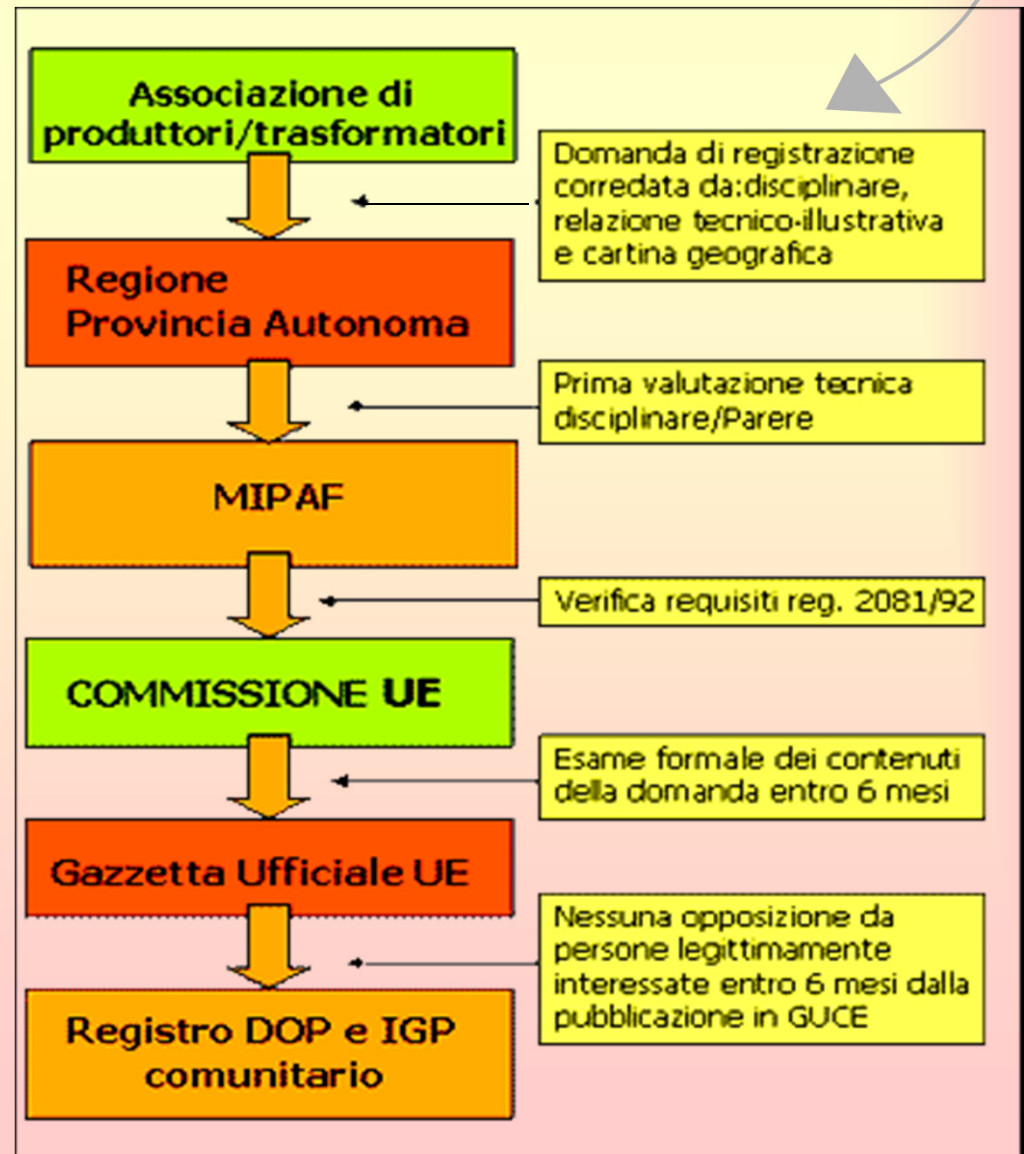 Associazione di
produttori/trasformatori
Domanda di registrazione
corredata da:disciplinare,
relazione tecnico-illustrativa
e cartina geografica
Regione
Provincia Autonoma
Prima valutazione tecnica
disciplinare/Parere
MIPAF
Verifica requisiti reg. 2081/92
COMMISSIONE UE
Esame formale dei contenuti
della domanda entro 6 mesi
Gazzetta Ufficiale UE
Nessuna opposizione da
persone legittimamente
interessate entro 6 mesi dalla
pubblicazione in GUCE
Registro DOP e IGP
comunitario